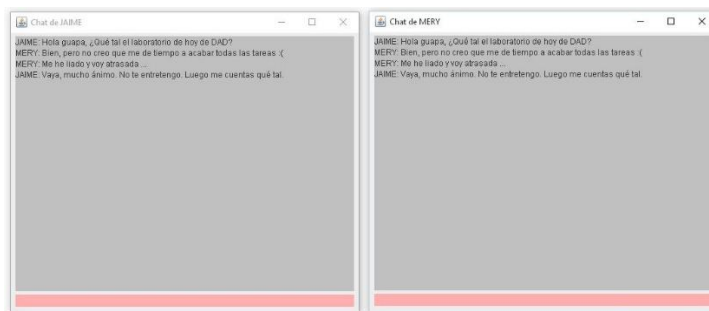 Chat de JAIME
JAIME: Hola guapa, ¿Qué tal el laboratorio de hoy de DAD?
MERY: Bien, pero no creo que me de tiempo a acabar todas las tareas :(
MERY: Me he liado y voy atrasada ...
JAIME: Vaya, mucho ánimo. No te entretengo. Luego me cuentas qué tal.
Chat de MERY
JAIME: Hola guapa, ¿Qué tal el laboratorio de hoy de DAD?
MERY: Bien, pero no creo que me de tiempo a acabar todas las tareas :(
MERY: Me he liado y voy atrasada ...
JAIME: Vaya, mucho ánimo. No te entretengo. Luego me cuentas qué tal.